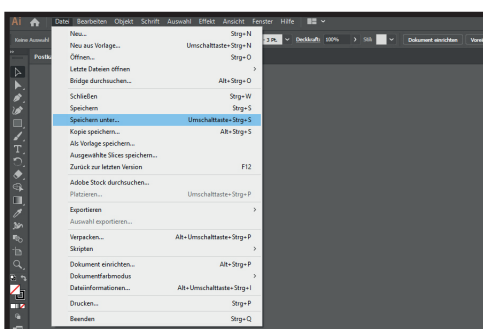 Ai Datei Bearbeiten Objekt Schrift Auswahl Effekt Ansicht Fenster Hilfe
Keine Auswahl 3 Pt. Deckkraft: 100% Stil: Dokument einrichten Vorei
Postk
Neu... Strg+N
Neu aus Vorlage... Umschalttaste+Strg+N
Öffnen... Strg+O
Letzte Dateien öffnen
Bridge durchsuchen... Alt+Strg+O
Schließen Strg+W
Speichern Strg+S
Speichern unter... Umschalttaste+Strg+S
Kopie speichern... Alt+Strg+S
Als Vorlage speichern...
Ausgewählte Slices speichern...
Zurück zur letzten Version F12
Adobe Stock durchsuchen...
Platzieren... Umschalttaste+Strg+P
Exportieren
Auswahl exportieren...
Verpacken... Alt+Umschalttaste+Strg+P
Skripten
Dokument einrichten... Alt+Strg+P
Dokumentfarbmodus
Dateiinformationen... Alt+Umschalttaste+Strg+I
Drucken... Strg+P
Beenden Strg+Q